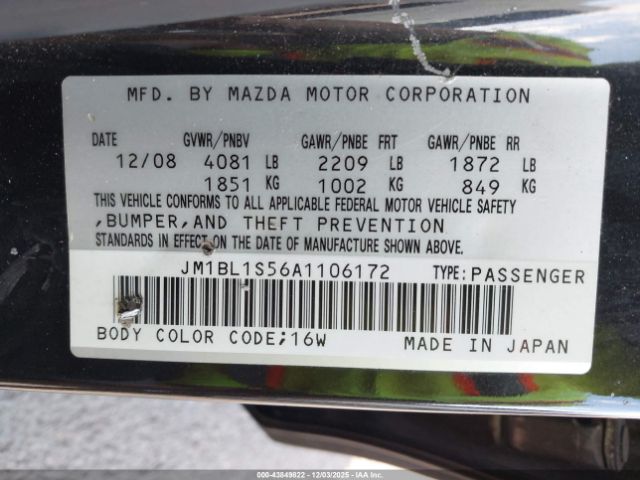 MFD. BY MAZDA MOTOR CORPORATION
DATE GVWR/PNBV GAWR/PNBE FRT GAWR/PNBE RR
12/08 4081 LB 2209 LB 1872 LB
1851 KG 1002 KG 849 KG
THIS VEHICLE CONFORMS TO ALL APPLICABLE FEDERAL MOTOR VEHICLE SAFETY
,BUMPER,AND THEFT PREVENTION
STANDARDS IN EFFECT ON THE DATE OF MANUFACTURE SHOWN ABOVE.
JM1BL1S56A1106172 TYPE:PASSENGER
BODY COLOR CODE;16W MADE IN JAPAN
000-43849822 - 12/03/2025 - IAA Inc.